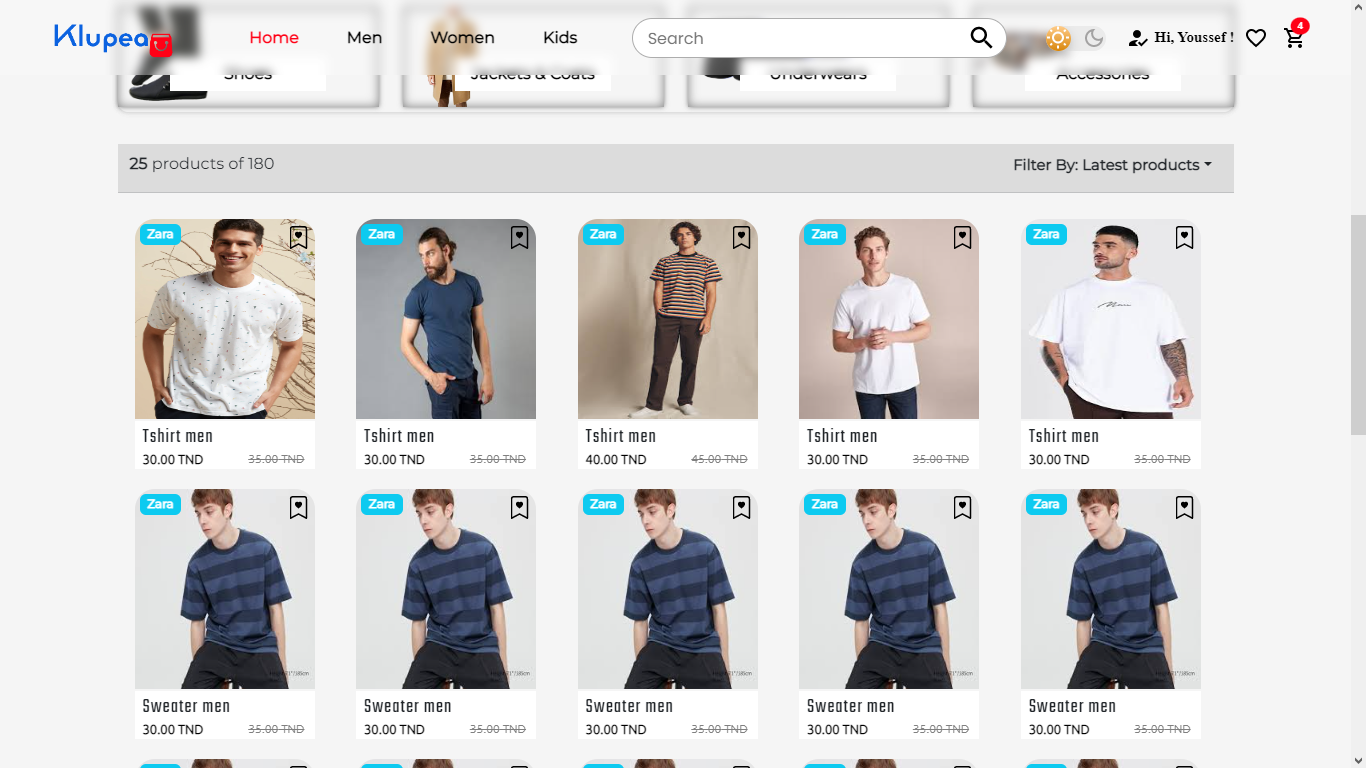 Klupea
Home Men Women Kids
Search
Hi, Youssef !
4
Shoes
Jackets & Coats
Underwears
Accessories
25 products of 180
Filter By: Latest products
Zara
Tshirt men
30.00 TND 35.00 TND
Zara
Tshirt men
30.00 TND 35.00 TND
Zara
Tshirt men
40.00 TND 45.00 TND
Zara
Tshirt men
30.00 TND 35.00 TND
Zara
Tshirt men
30.00 TND 35.00 TND
Zara
Sweater men
30.00 TND 35.00 TND
Zara
Sweater men
30.00 TND 35.00 TND
Zara
Sweater men
30.00 TND 35.00 TND
Zara
Sweater men
30.00 TND 35.00 TND
Zara
Sweater men
30.00 TND 35.00 TND